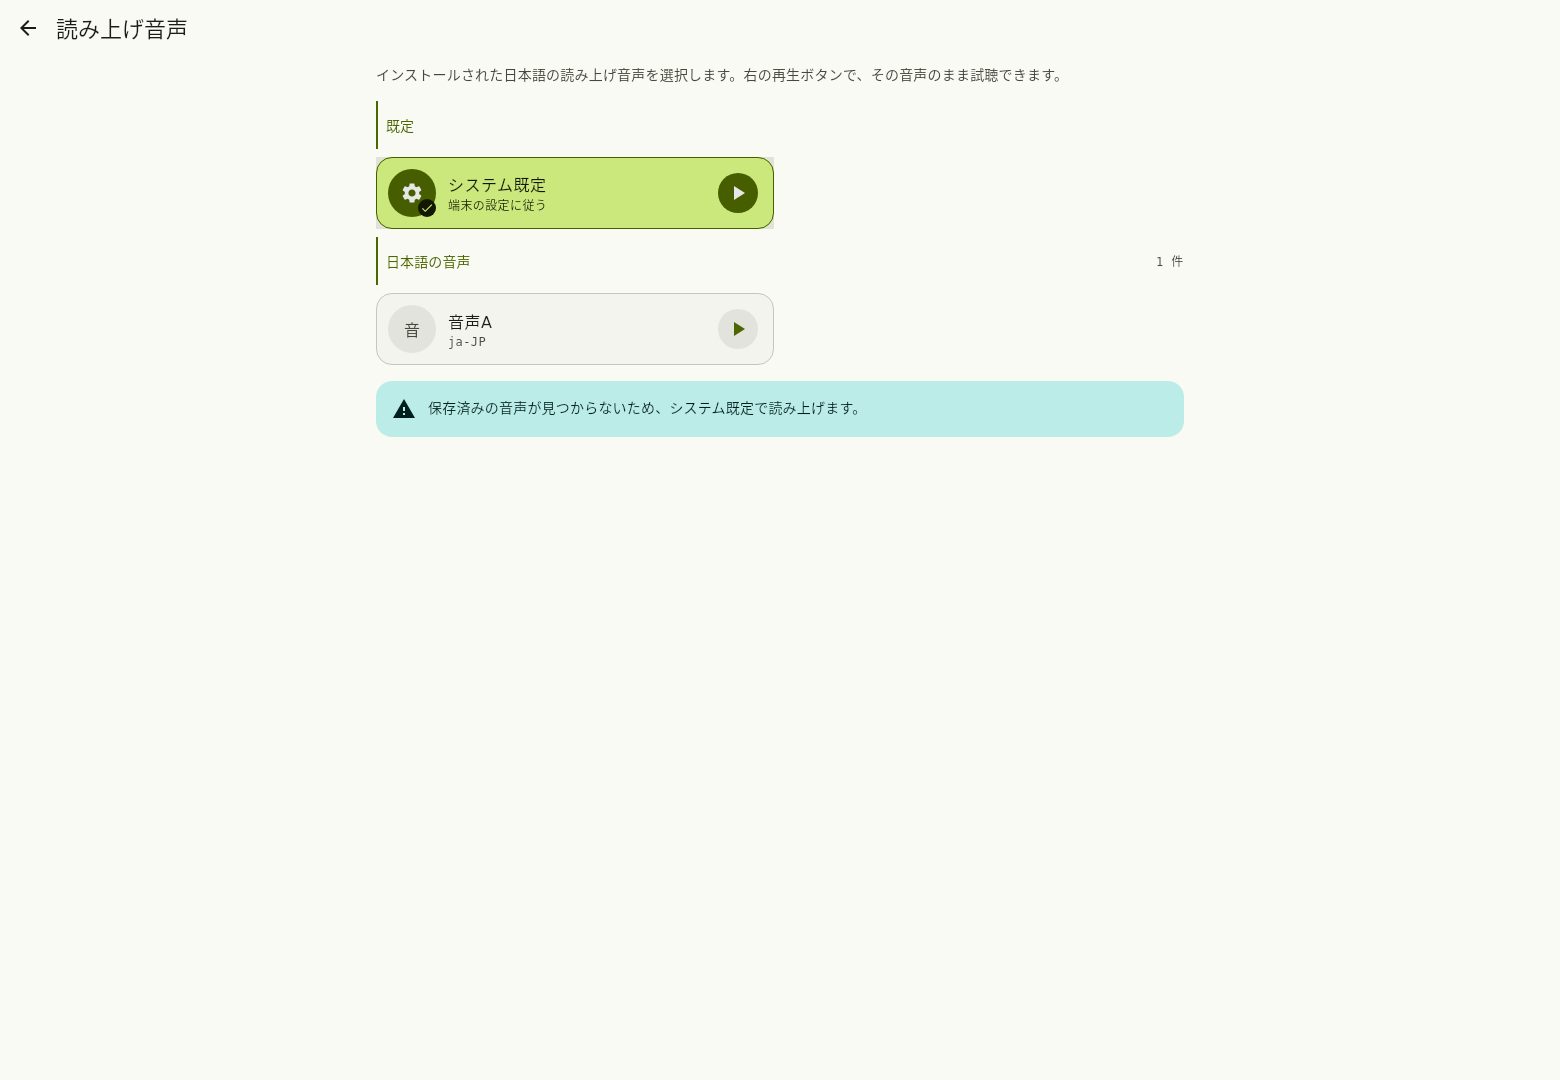 読み上げ音声
インストールされた日本語の読み上げ音声を選択します。右の再生ボタンで、その音声のまま試聴できます。
既定
システム既定
端末の設定に従う
日本語の音声
1 件
音
音声A
ja-JP
保存済みの音声が見つからないため、システム既定で読み上げます。